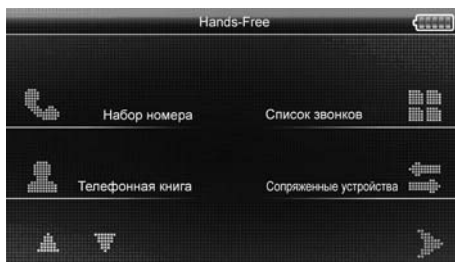 Hands-Free
Набор номера
Список звонков
Телефонная книга
Сопряженные устройства